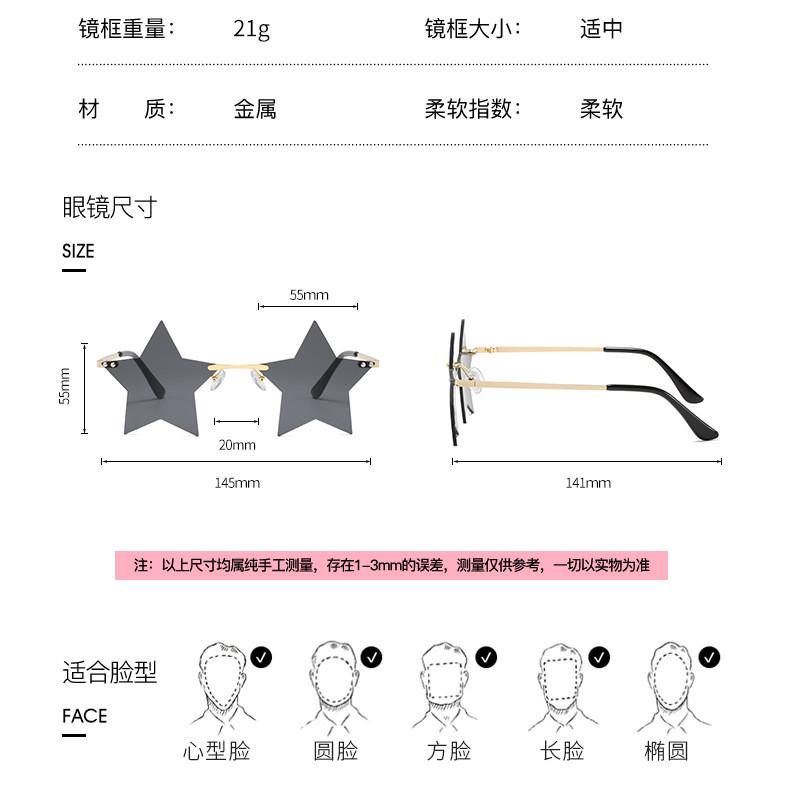 镜框重量： 21g 镜框大小： 适中
材 质： 金属 柔软指数： 柔软
眼镜尺寸
SIZE
55mm
55mm
20mm
145mm
141mm
注：以上尺寸均属纯手工测量，存在1-3mm的误差，测量仅供参考，一切以实物为准
适合脸型
FACE
心型脸 圆脸 方脸 长脸 椭圆